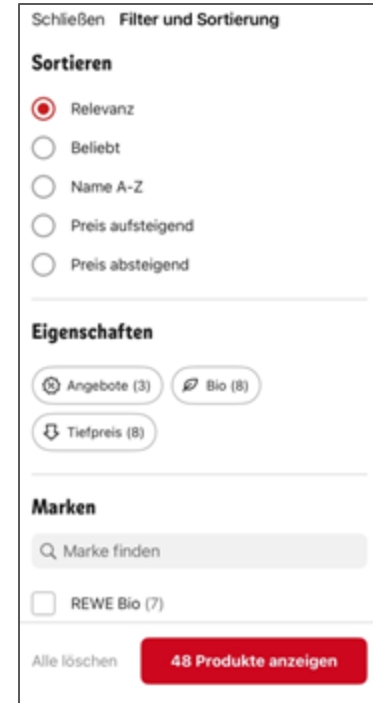 Schließen Filter und Sortierung
Sortieren
Relevanz
Beliebt
Name A-Z
Preis aufsteigend
Preis absteigend
Eigenschaften
Angebote (3) Bio (8)
Tiefpreis (8)
Marken
Marke finden
REWE Bio (7)
Alle löschen 48 Produkte anzeigen